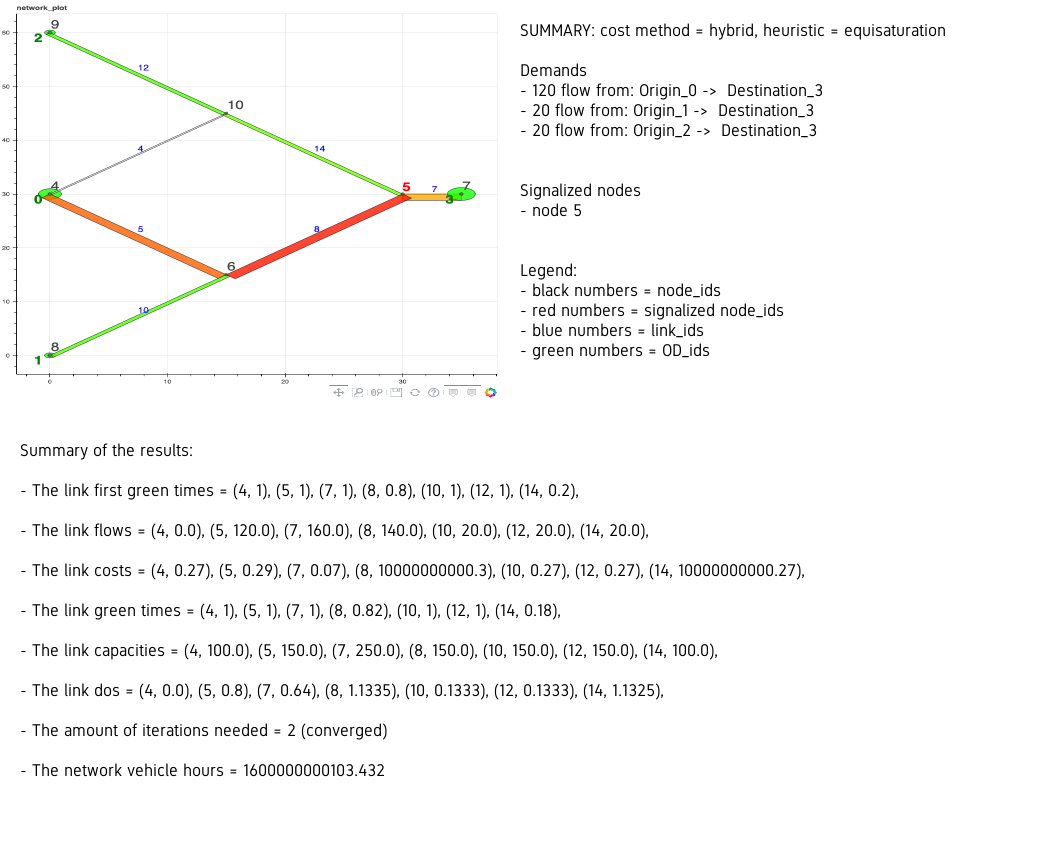 network_plot
SUMMARY: cost method = hybrid, heuristic = equisaturation
Demands
- 120 flow from: Origin_0 -> Destination_3
- 20 flow from: Origin_1 -> Destination_3
- 20 flow from: Origin_2 -> Destination_3
Signalized nodes
- node 5
Legend:
- black numbers = node_ids
- red numbers = signalized node_ids
- blue numbers = link_ids
- green numbers = OD_ids
60
50
40
30
20
10
0
0
10
20
30
9
2
12
10
4
14
4
0
5
7
7
3
5
8
6
10
8
1
Summary of the results:
- The link first green times = (4, 1), (5, 1), (7, 1), (8, 0.8), (10, 1), (12, 1), (14, 0.2),
- The link flows = (4, 0.0), (5, 120.0), (7, 160.0), (8, 140.0), (10, 20.0), (12, 20.0), (14, 20.0),
- The link costs = (4, 0.27), (5, 0.29), (7, 0.07), (8, 10000000000.3), (10, 0.27), (12, 0.27), (14, 10000000000.27),
- The link green times = (4, 1), (5, 1), (7, 1), (8, 0.82), (10, 1), (12, 1), (14, 0.18),
- The link capacities = (4, 100.0), (5, 150.0), (7, 250.0), (8, 150.0), (10, 150.0), (12, 150.0), (14, 100.0),
- The link dos = (4, 0.0), (5, 0.8), (7, 0.64), (8, 1.1335), (10, 0.1333), (12, 0.1333), (14, 1.1325),
- The amount of iterations needed = 2 (converged)
- The network vehicle hours = 1600000000103.432